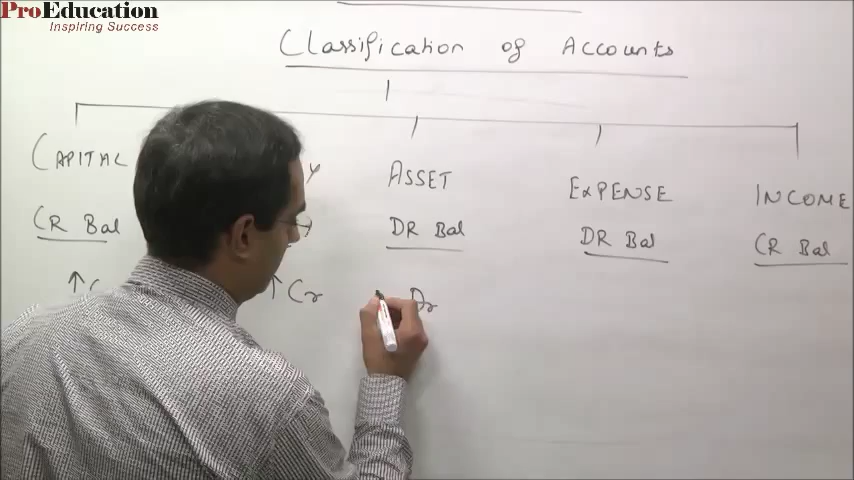 ProEducation
Inspiring Success
Classification of Accounts
CAPITAL ASSET EXPENSE INCOME
CR Bal DR Bal DR Bal CR Bal
↑ ↑ Cr Dr